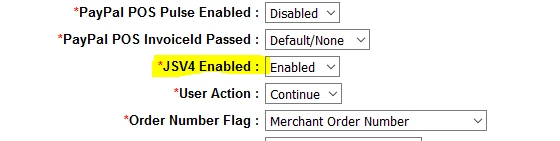 *PayPal POS Pulse Enabled : Disabled
*PayPal POS InvoiceId Passed : Default/None
*JSV4 Enabled : Enabled
*User Action : Continue
*Order Number Flag : Merchant Order Number